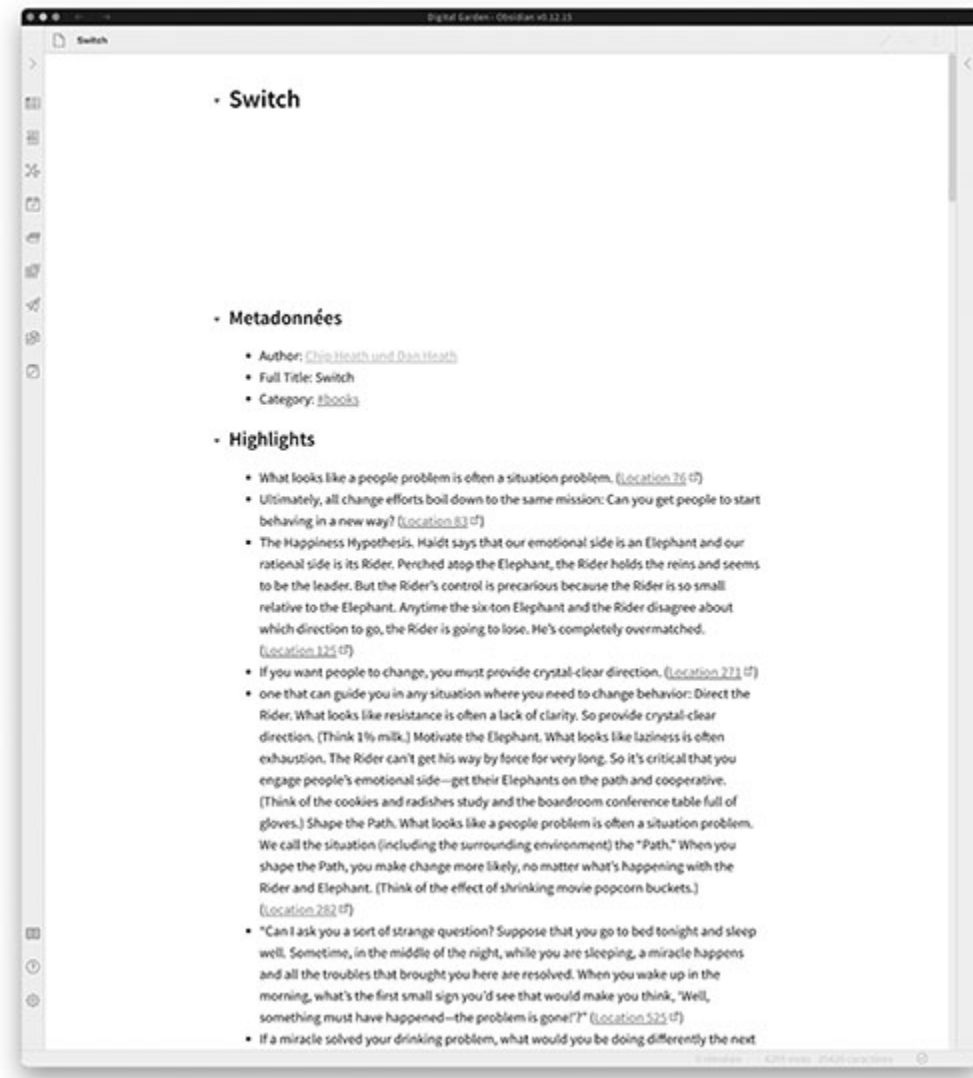 Digital Garden - Obsidian v0.12.15
Switch
Switch
Metadonnées
Author: Chip Heath und Dan Heath
Full Title: Switch
Category: #books
Highlights
What looks like a people problem is often a situation problem. (Location 76)
Ultimately, all change efforts boil down to the same mission: Can you get people to start
behaving in a new way? (Location 83)
The Happiness Hypothesis. Haidt says that our emotional side is an Elephant and our
rational side is its Rider. Perched atop the Elephant, the Rider holds the reins and seems
to be the leader. But the Rider's control is precarious because the Rider is so small
relative to the Elephant. Anytime the six-ton Elephant and the Rider disagree about
which direction to go, the Rider is going to lose. He's completely overmatched.
(Location 125)
If you want people to change, you must provide crystal-clear direction. (Location 271)
one that can guide you in any situation where you need to change behavior: Direct the
Rider. What looks like resistance is often a lack of clarity. So provide crystal-clear
direction. (Think 1% milk.) Motivate the Elephant. What looks like laziness is often
exhaustion. The Rider can't get his way by force for very long. So it's critical that you
engage people's emotional side—get their Elephants on the path and cooperative.
(Think of the cookies and radishes study and the boardroom conference table full of
gloves.) Shape the Path. What looks like a people problem is often a situation problem.
We call the situation (including the surrounding environment) the "Path." When you
shape the Path, you make change more likely, no matter what's happening with the
Rider and Elephant. (Think of the effect of shrinking movie popcorn buckets.)
(Location 282)
"Can I ask you a sort of strange question? Suppose that you go to bed tonight and sleep
well. Sometime, in the middle of the night, while you are sleeping, a miracle happens
and all the troubles that brought you here are resolved. When you wake up in the
morning, what's the first small sign you'd see that would make you think, 'Well,
something must have happened—the problem is gone!'?" (Location 525)
If a miracle solved your drinking problem, what would you be doing differently the next